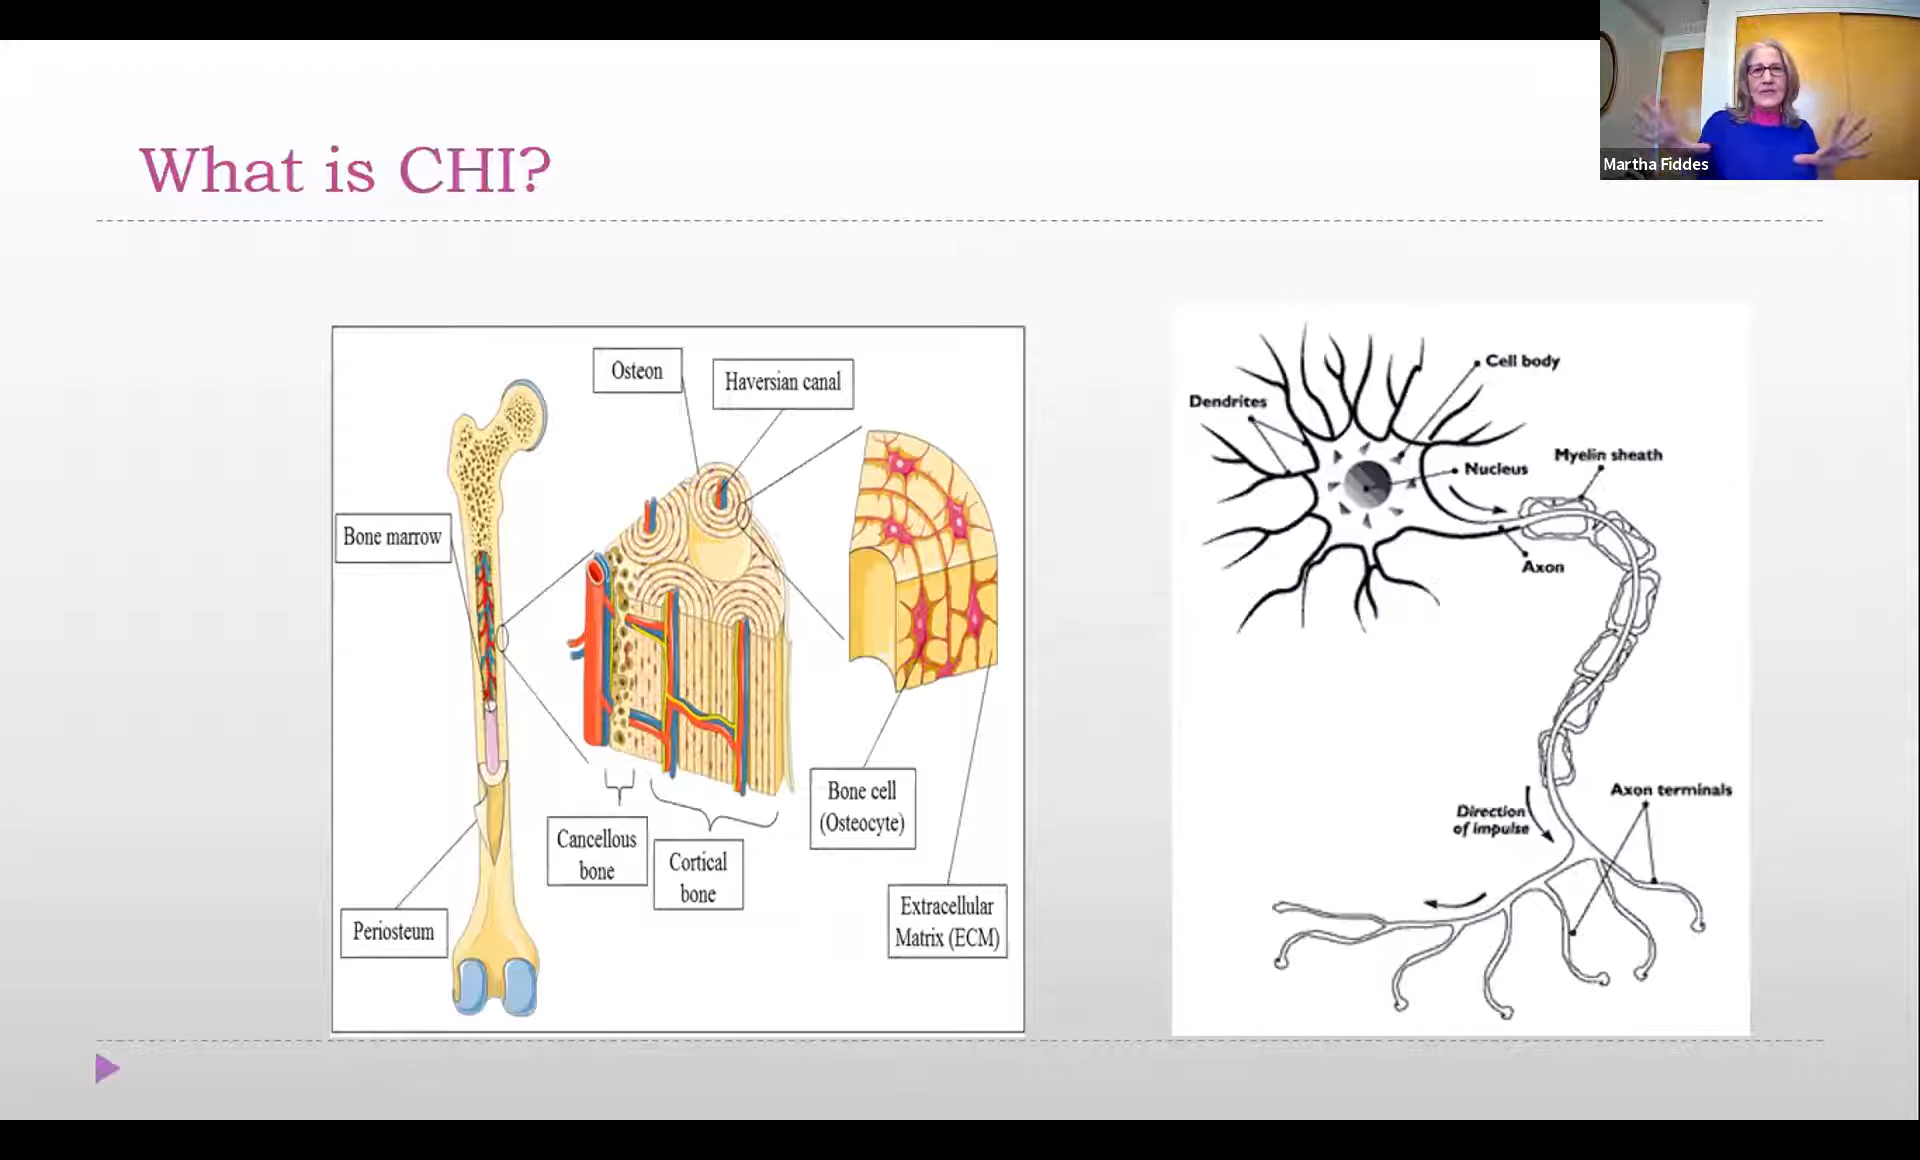 What is CHI?
Martha Fiddes
Osteon
Haversian canal
Bone marrow
Periosteum
Cancellous
bone
Cortical
bone
Bone cell
(Osteocyte)
Extracellular
Matrix (ECM)
Cell body
Dendrites
Nucleus
Myelin sheath
Axon
Axon terminals
Direction
of impulse